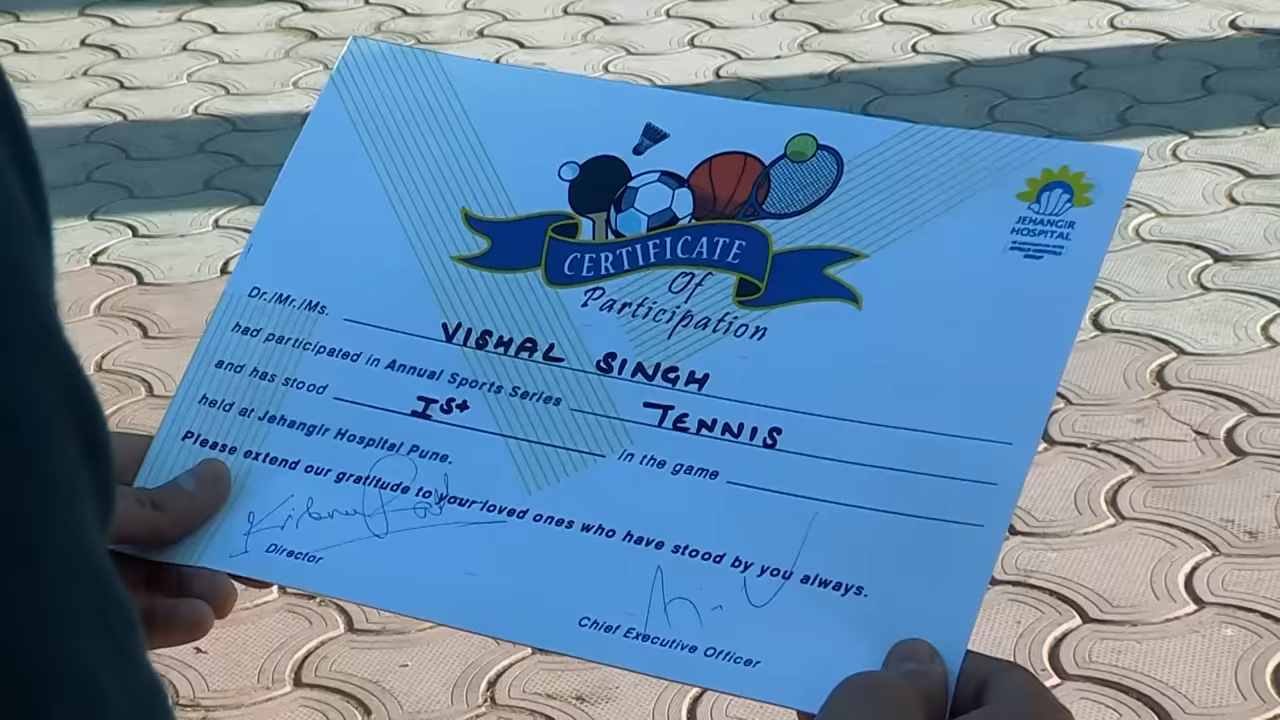 JEHANGIR
HOSPITAL
CERTIFICATE
Of
Participation
Dr./Mr./Ms. VISHAL SINGH
had participated in Annual Sports Series TENNIS
and has stood Ist in the game
held at Jehangir Hospital Pune.
Please extend our gratitude to your loved ones who have stood by you always.
Director
Chief Executive Officer